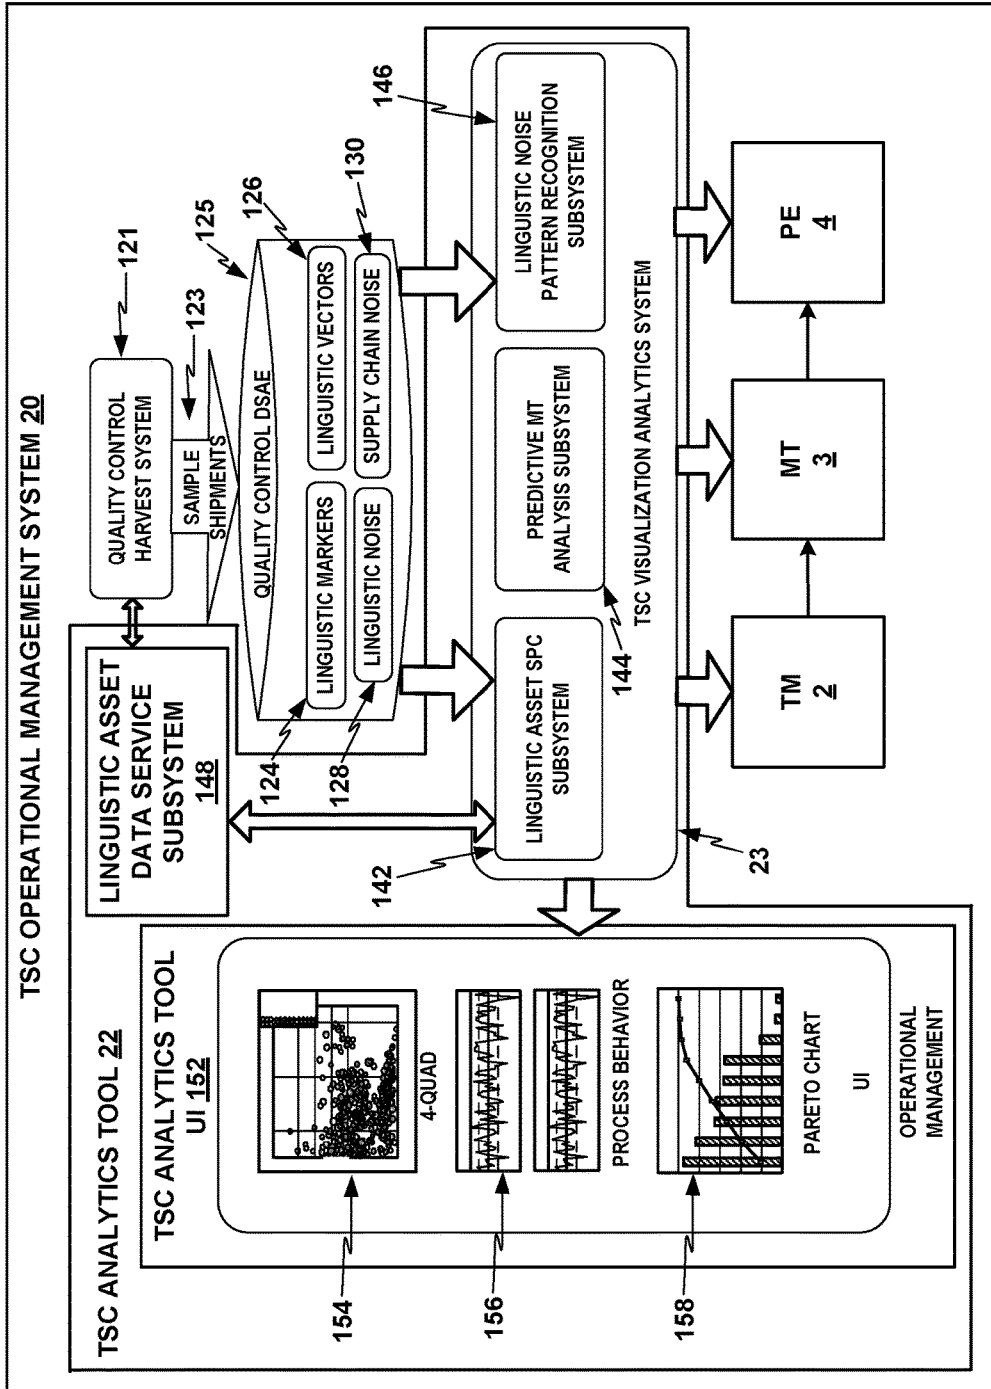 TSC OPERATIONAL MANAGEMENT SYSTEM 20
TSC ANALYTICS TOOL 22
TSC ANALYTICS TOOL
UI 152
154
4-QUAD
156
PROCESS BEHAVIOR
158
PARETO CHART
UI
OPERATIONAL
MANAGEMENT
LINGUISTIC ASSET
DATA SERVICE
SUBSYSTEM
148
QUALITY CONTROL
HARVEST SYSTEM
121
SAMPLE
SHIPMENTS
123
QUALITY CONTROL DSAE
125
LINGUISTIC MARKERS
124
LINGUISTIC VECTORS
126
LINGUISTIC NOISE
128
SUPPLY CHAIN NOISE
130
142
LINGUISTIC ASSET SPC
SUBSYSTEM
PREDICTIVE MT
ANALYSIS SUBSYSTEM
144
LINGUISTIC NOISE
PATTERN RECOGNITION
SUBSYSTEM
146
TSC VISUALIZATION ANALYTICS SYSTEM
23
TM
2
MT
3
PE
4